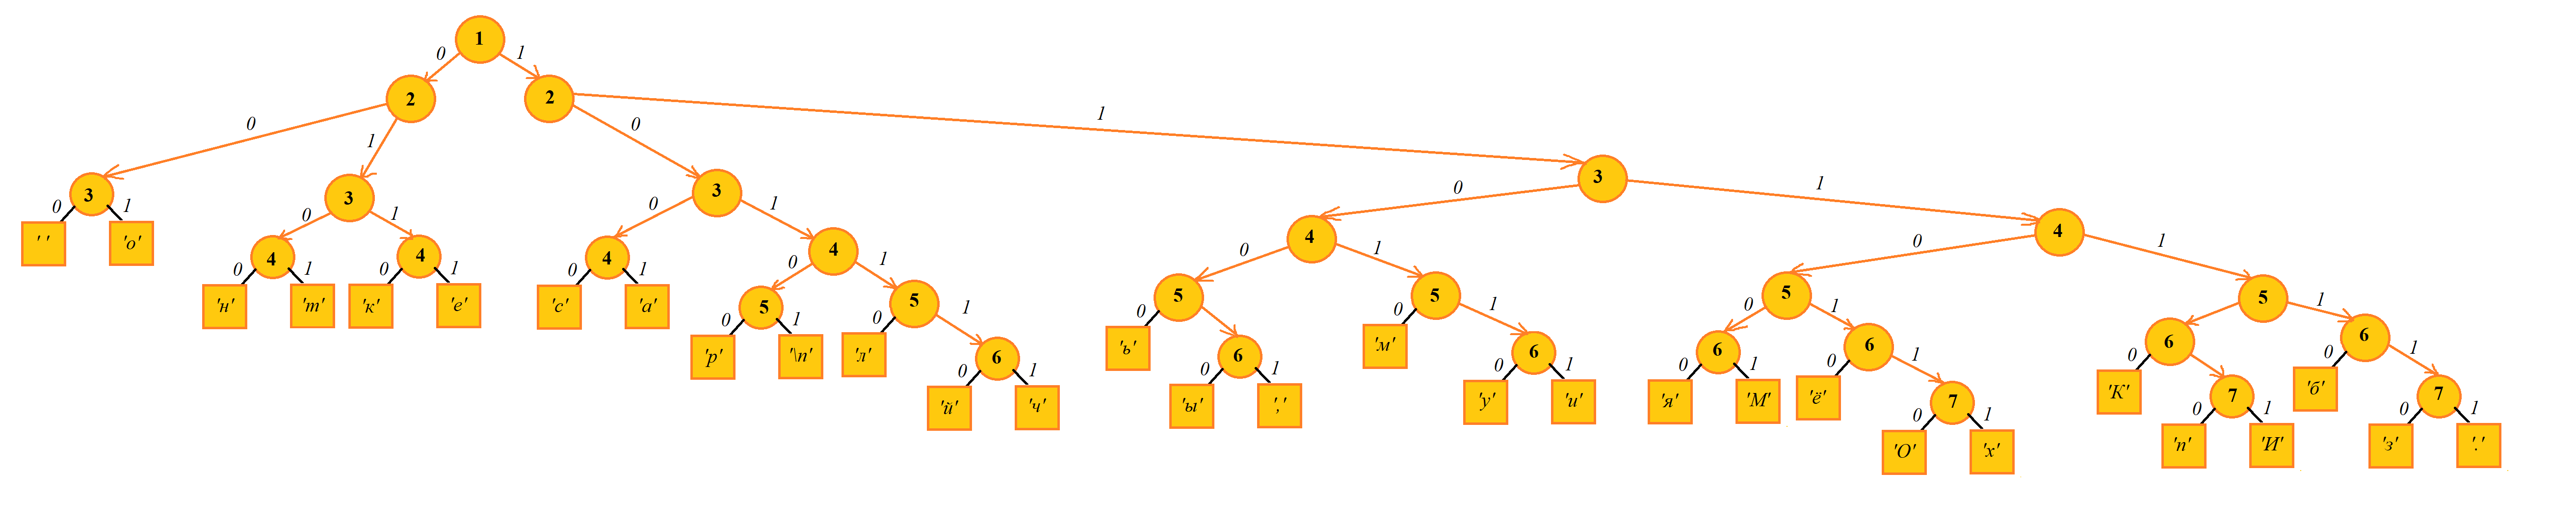 1
0 1
2 2
0 1 0 1
3 3 3 3
0 1 0 1 0 1 0 1
' ' 'о' 4 4 4 4 4 4
0 1 0 1 0 1 0 1 0 1 0 1
'н' 'т' 'к' 'е' 'с' 'а' 5 5 5 5 5 5
0 1 0 1 0 0 1 0 1 0 1 1
'р' '\n' 'л' 6 'ь' 6 'м' 6 6 6 6 6
0 1 0 1 0 1 0 1 0 1 0 0 1
'й' 'ч' 'ы' ',' 'у' 'и' 'я' 'М' 'ё' 7 'К' 7 'б' 7
0 1 0 1 0 1
'О' 'х' 'п' 'И' 'з' '.'